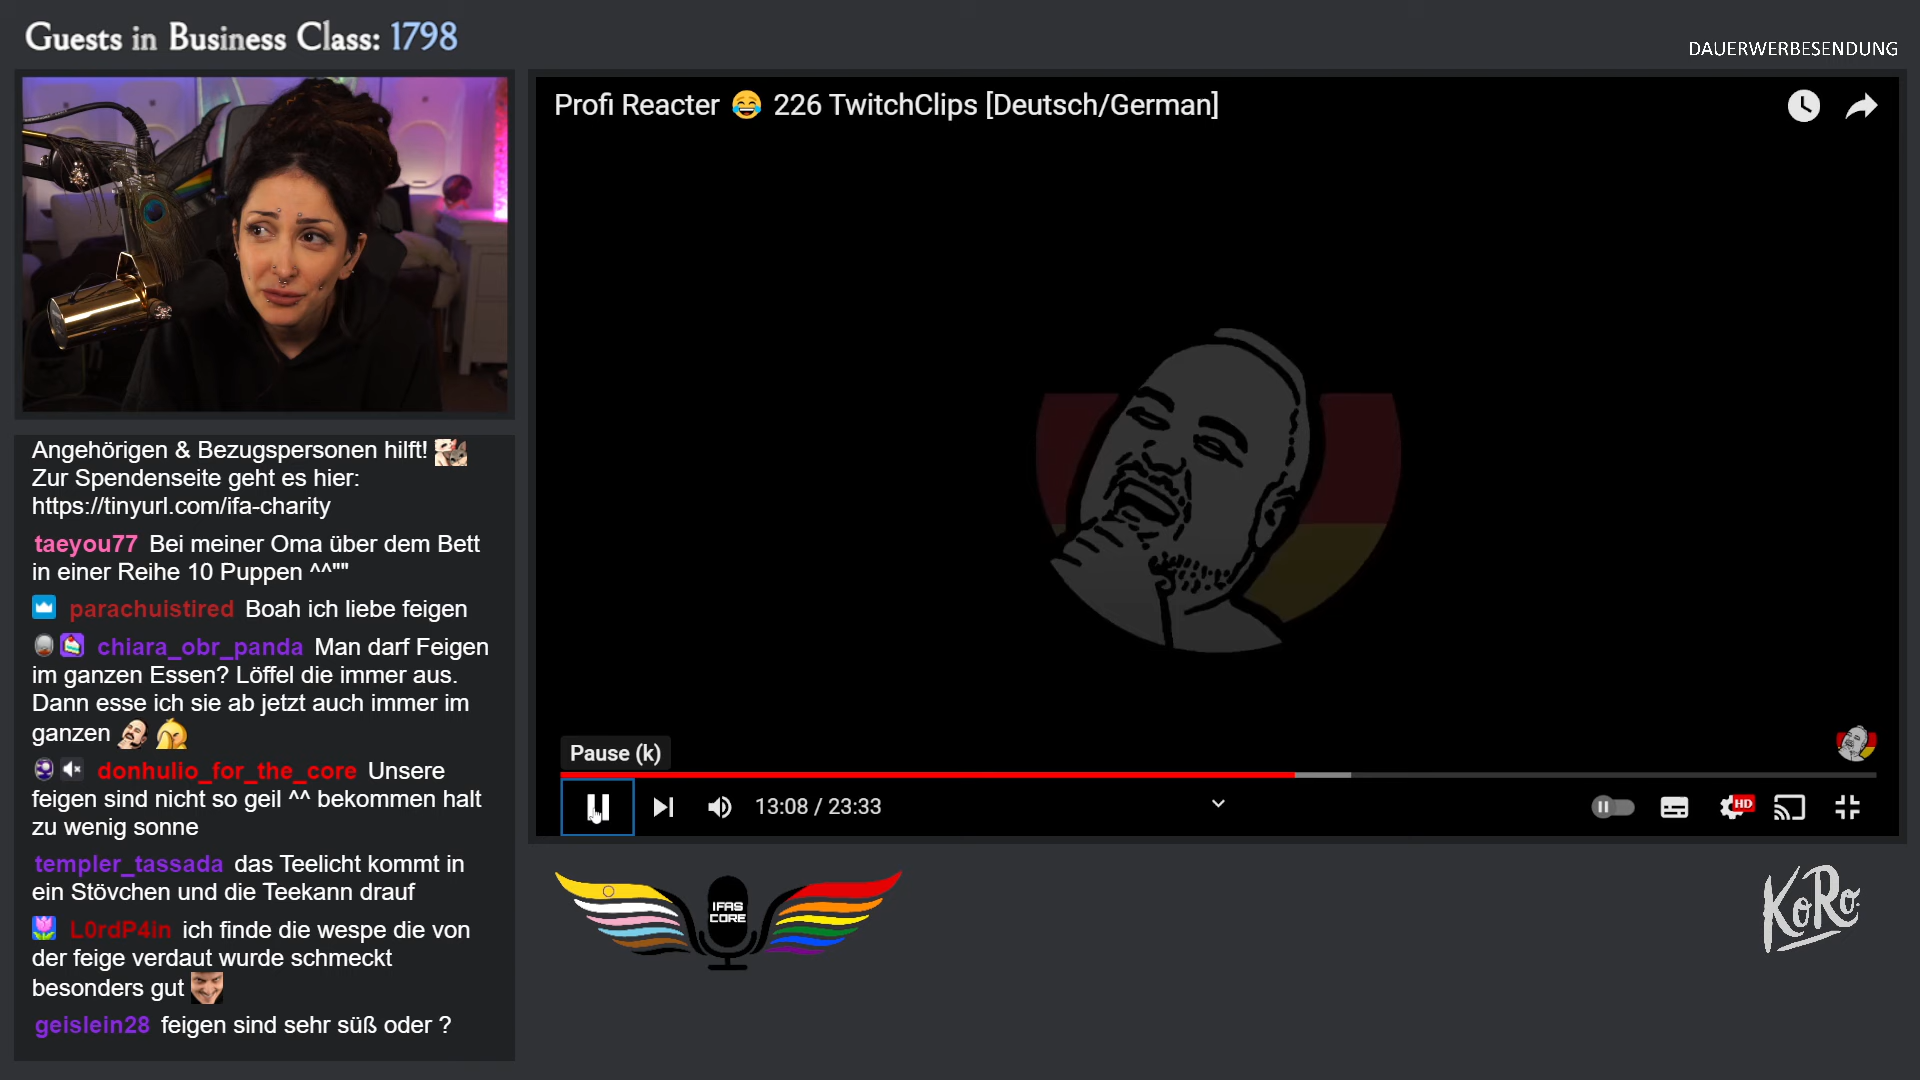 Guests in Business Class: 1798
DAUERWERBESENDUNG
Profi Reacter 😂 226 TwitchClips [Deutsch/German]
Angehörigen & Bezugspersonen hilft!
Zur Spendenseite geht es hier:
https://tinyurl.com/ifa-charity
taeyou77 Bei meiner Oma über dem Bett
in einer Reihe 10 Puppen ^^""
parachuistired Boah ich liebe feigen
chiara_obr_panda Man darf Feigen
im ganzen Essen? Löffel die immer aus.
Dann esse ich sie ab jetzt auch immer im
ganzen
donhulio_for_the_core Unsere
feigen sind nicht so geil ^^ bekommen halt
zu wenig sonne
templer_tassada das Teelicht kommt in
ein Stövchen und die Teekann drauf
L0rdP4in ich finde die wespe die von
der feige verdaut wurde schmeckt
besonders gut
geislein28 feigen sind sehr süß oder ?
Pause (k)
13:08 / 23:33
HD
IFAS
CORE
KoRo